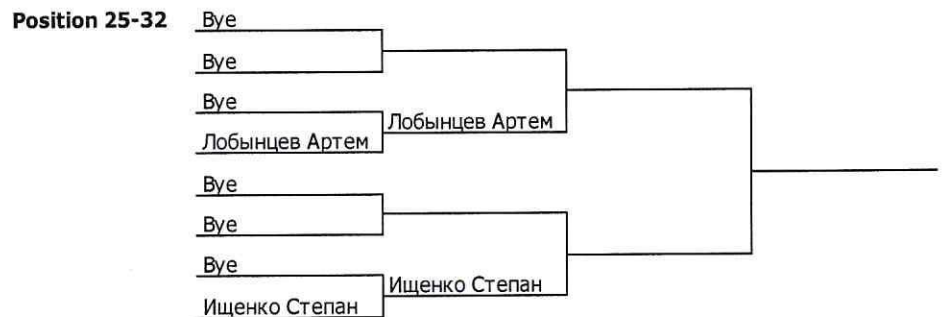 Position 25-32
Bye
Bye
Bye
Лобынцев Артем
Лобынцев Артем
Bye
Bye
Bye
Ищенко Степан
Ищенко Степан